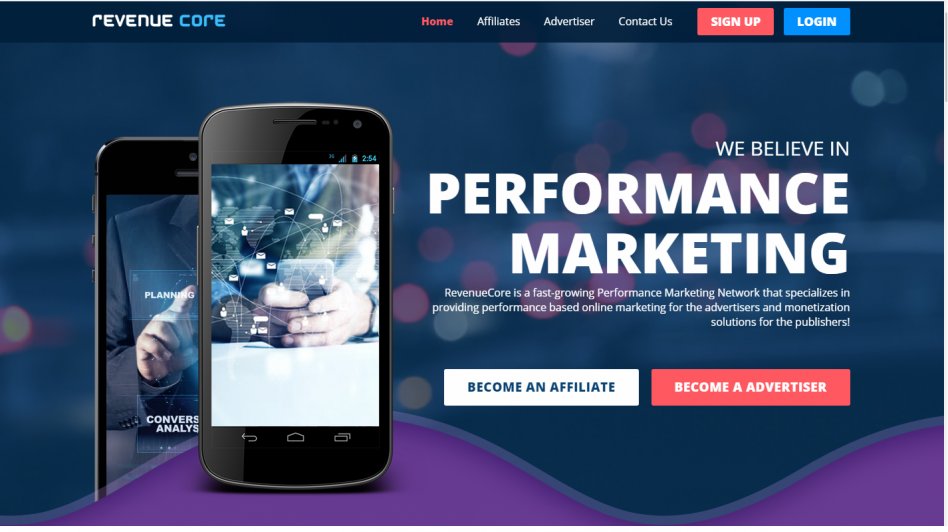 REVENUE CORE
Home
Affiliates
Advertiser
Contact Us
SIGN UP
LOGIN
2:54
WE BELIEVE IN
PERFORMANCE
MARKETING
RevenueCore is a fast-growing Performance Marketing Network that specializes in
providing performance based online marketing for the advertisers and monetization
solutions for the publishers!
PLANNING
CONVERS
ANALYS
BECOME AN AFFILIATE
BECOME A ADVERTISER